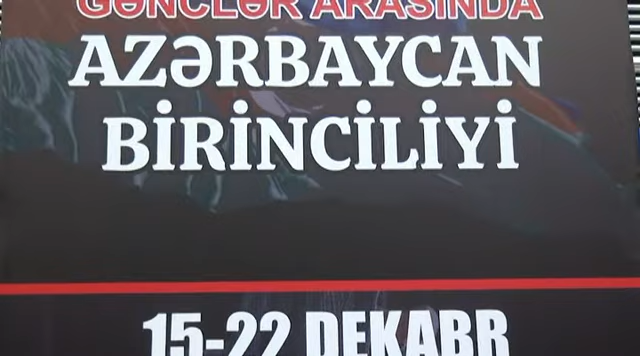 GƏNCLƏR ARASINDA
AZƏRBAYCAN
BİRİNCİLİYİ
15-22 DEKABR